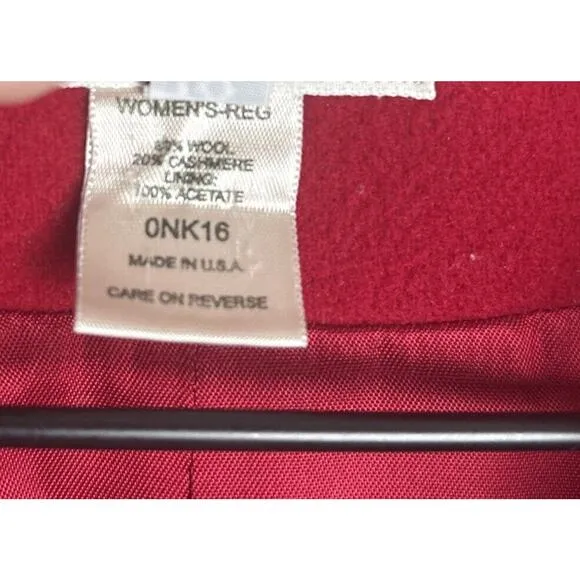 WOMEN'S-REG
80% WOOL
20% CASHMERE
LINING:
100% ACETATE
0NK16
MADE IN U.S.A.
CARE ON REVERSE